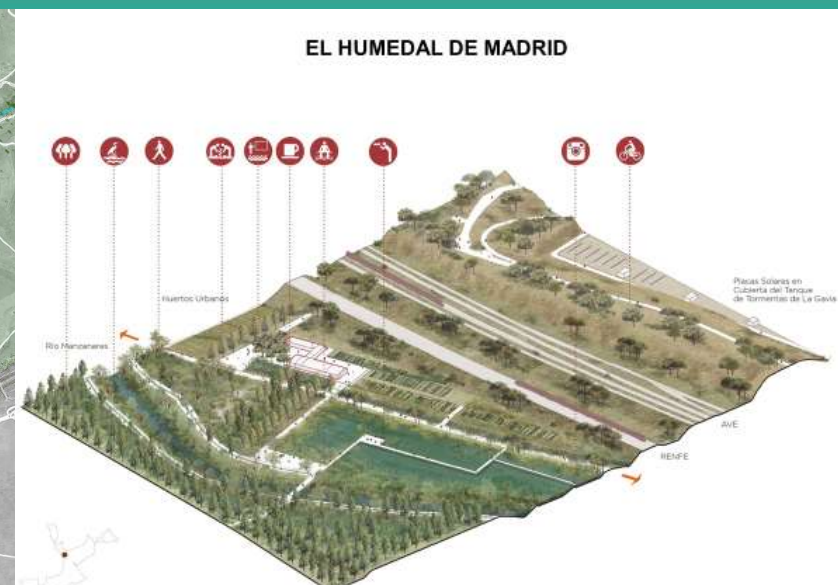 EL HUMEDAL DE MADRID
Huertos Urbanos
Río Manzanares
Placas Solares en
Cubierta del Tanque
de Tormentas de La Gavia
AVE
RENFE